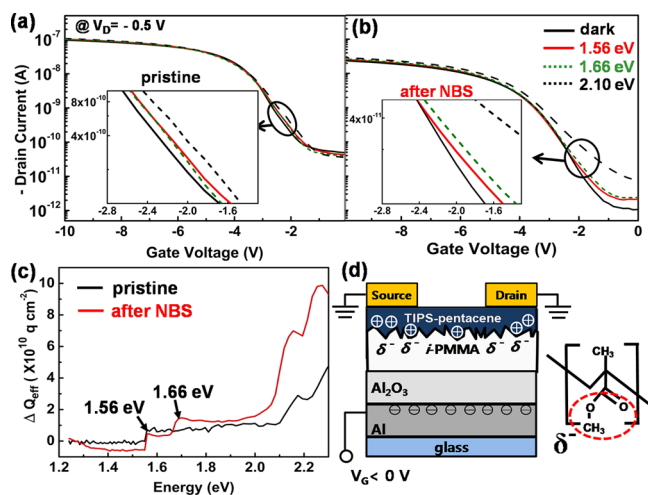 (a)
@ V_D= - 0.5 V
pristine
- Drain Current (A)
10^-7
10^-8
10^-9
10^-10
10^-11
10^-12
8x10^-10
4x10^-10
-2.4 -2.0 -1.6
-10 -8 -6 -4 -2
Gate Voltage (V)
(b)
dark
1.56 eV
1.66 eV
2.10 eV
after NBS
4x10^-11
-2.8 -2.4 -2.0 -1.6
-8 -6 -4 -2 0
Gate Voltage (V)
(c)
pristine
after NBS
1.56 eV
1.66 eV
Δ Q_eff ( X10^10 q cm^-2)
10
8
6
4
2
0
1.2 1.4 1.6 1.8 2.0 2.2
Energy (eV)
(d)
Source Drain
TIPS-pentacene
⊕⊕ ⊕ ⊕ ⊕ ⊕
δ^- δ^- i-PMMA δ^- δ^-
Al2O3
⊖ ⊖ ⊖ ⊖ ⊖ ⊖ ⊖ ⊖
Al
glass
V_G < 0 V
CH3
O O
CH3
δ^-